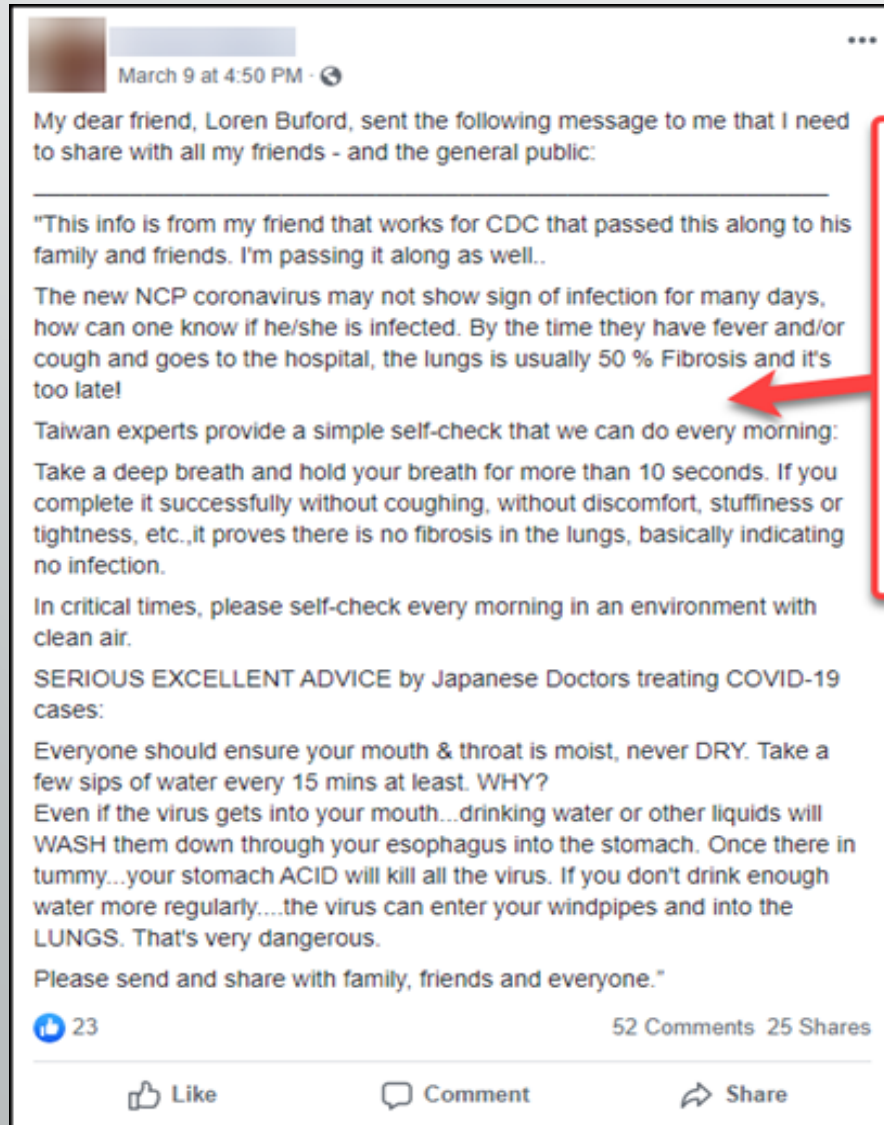 March 9 at 4:50 PM ·
My dear friend, Loren Buford, sent the following message to me that I need
to share with all my friends - and the general public:
"This info is from my friend that works for CDC that passed this along to his
family and friends. I'm passing it along as well..
The new NCP coronavirus may not show sign of infection for many days,
how can one know if he/she is infected. By the time they have fever and/or
cough and goes to the hospital, the lungs is usually 50 % Fibrosis and it's
too late!
Taiwan experts provide a simple self-check that we can do every morning:
Take a deep breath and hold your breath for more than 10 seconds. If you
complete it successfully without coughing, without discomfort, stuffiness or
tightness, etc.,it proves there is no fibrosis in the lungs, basically indicating
no infection.
In critical times, please self-check every morning in an environment with
clean air.
SERIOUS EXCELLENT ADVICE by Japanese Doctors treating COVID-19
cases:
Everyone should ensure your mouth & throat is moist, never DRY. Take a
few sips of water every 15 mins at least. WHY?
Even if the virus gets into your mouth...drinking water or other liquids will
WASH them down through your esophagus into the stomach. Once there in
tummy...your stomach ACID will kill all the virus. If you don't drink enough
water more regularly....the virus can enter your windpipes and into the
LUNGS. That's very dangerous.
Please send and share with family, friends and everyone."
23
52 Comments 25 Shares
Like
Comment
Share